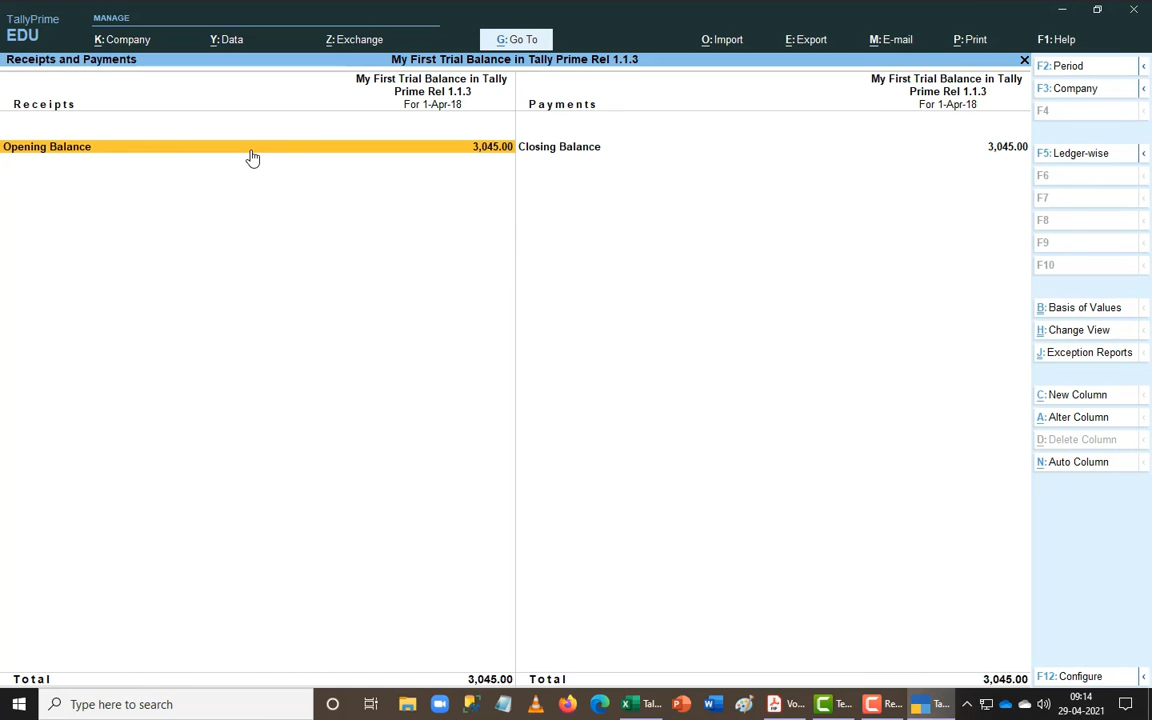 TallyPrime
EDU
MANAGE
K: Company
Y: Data
Z: Exchange
G: Go To
O: Import
E: Export
M: E-mail
P: Print
F1: Help
Receipts and Payments
My First Trial Balance in Tally Prime Rel 1.1.3
Receipts
My First Trial Balance in Tally
Prime Rel 1.1.3
For 1-Apr-18
Payments
My First Trial Balance in Tally
Prime Rel 1.1.3
For 1-Apr-18
Opening Balance 3,045.00
Closing Balance 3,045.00
Total 3,045.00
Total 3,045.00
F2: Period
F3: Company
F4
F5: Ledger-wise
F6
F7
F8
F9
F10
B: Basis of Values
H: Change View
J: Exception Reports
C: New Column
A: Alter Column
D: Delete Column
N: Auto Column
F12: Configure
Type here to search
Tal...
Vo...
Te...
Re...
Ta...
09:14
29-04-2021